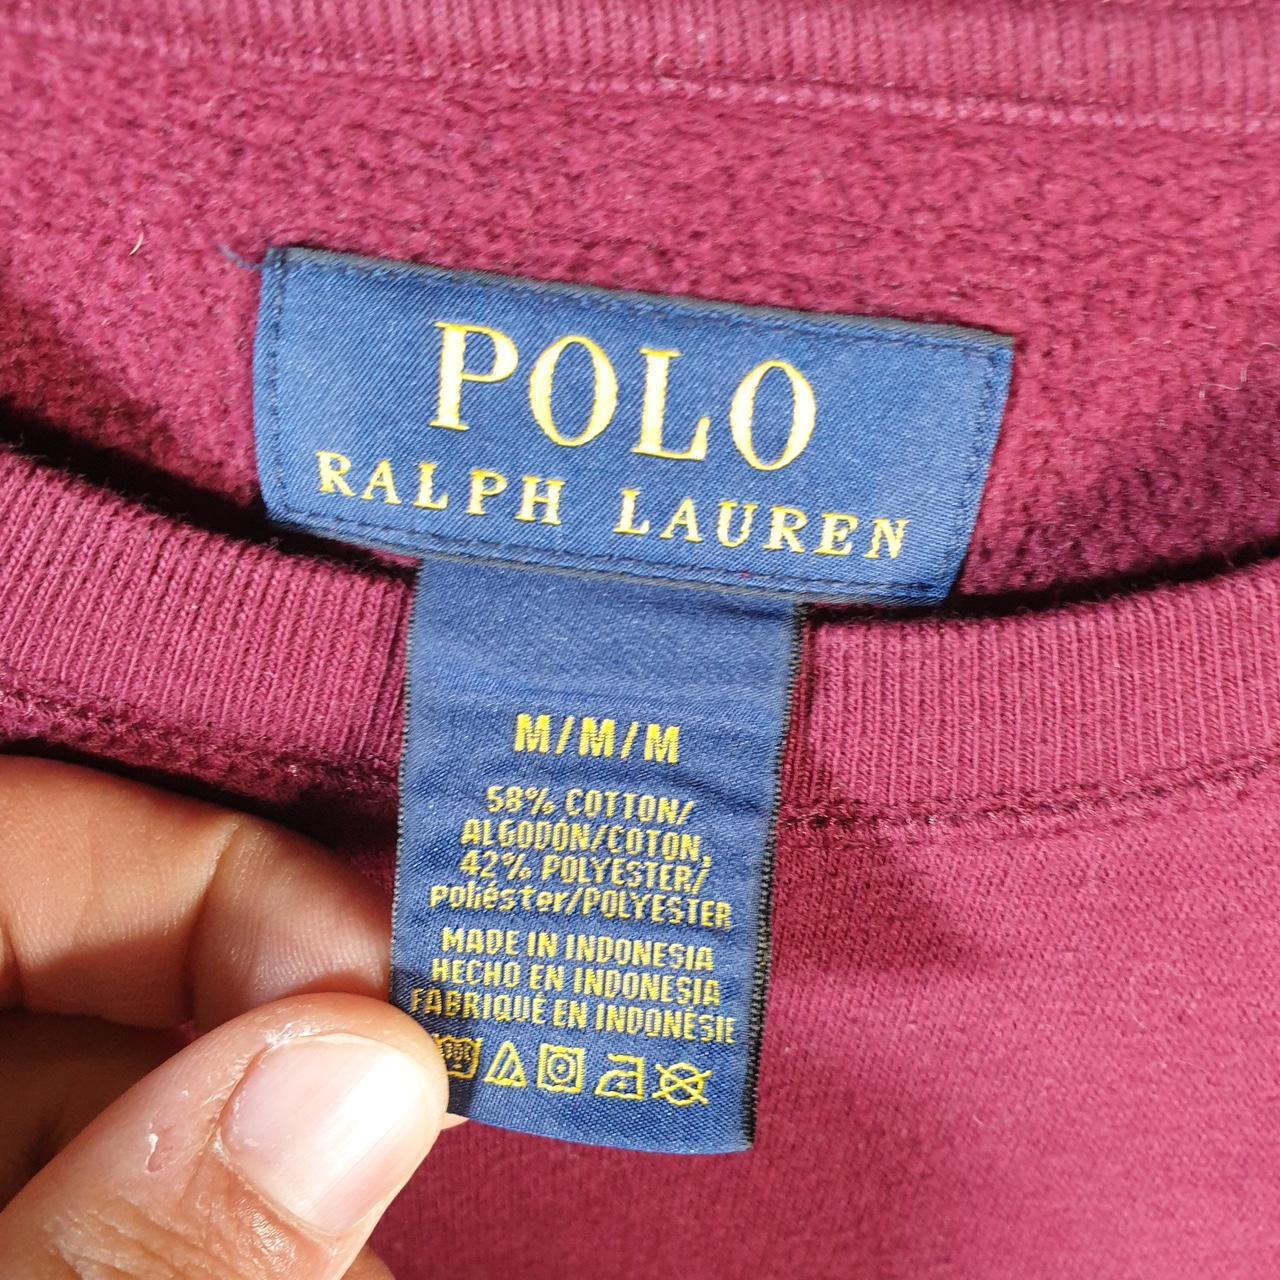 POLO
RALPH LAUREN
M/M/M
58% COTTON/
ALGODÓN/COTON,
42% POLYESTER/
poliéster/POLYESTER
MADE IN INDONESIA
HECHO EN INDONESIA
FABRIQUÉ EN INDONÉSIE